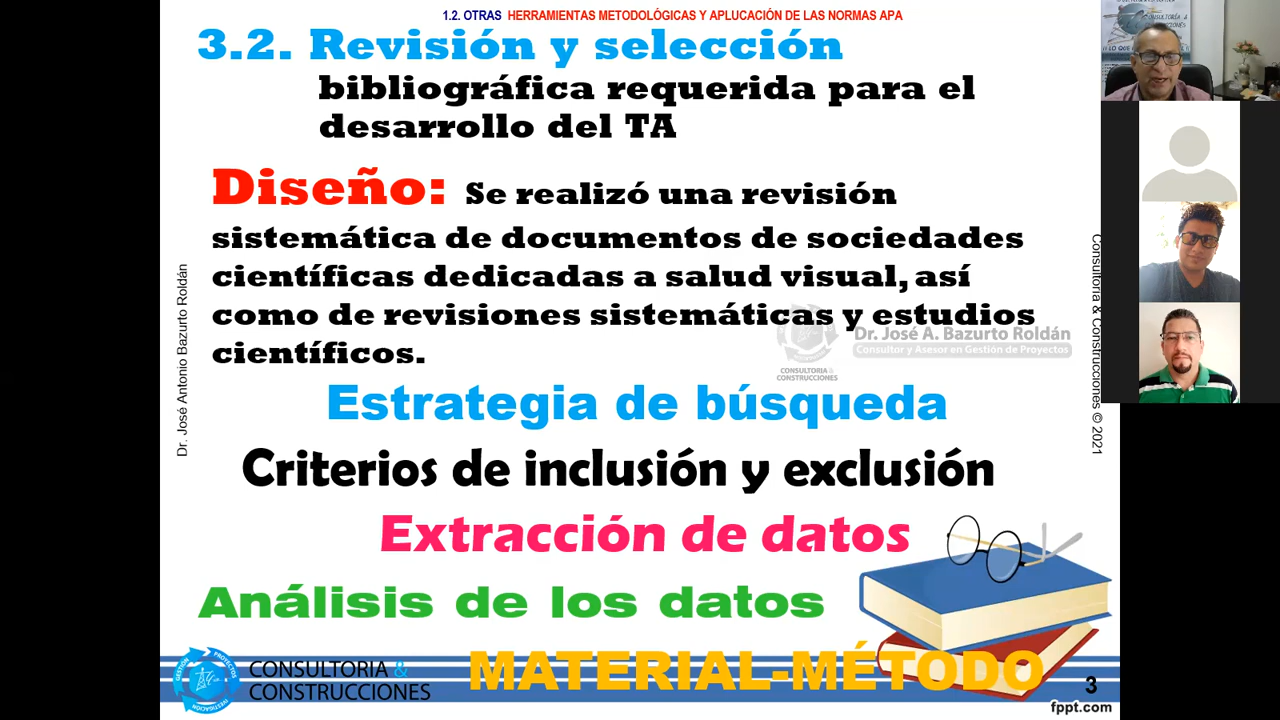 1.2. OTRAS HERRAMIENTAS METODOLÓGICAS Y APLUCACIÓN DE LAS NORMAS APA
3.2. Revisión y selección
bibliográfica requerida para el
desarrollo del TA
Diseño: Se realizó una revisión
sistemática de documentos de sociedades
científicas dedicadas a salud visual, así
como de revisiones sistemáticas y estudios
científicos.
Dr. José A. Bazurto Roldán
Consultor y Asesor en Gestión de Proyectos
CONSULTORIA &
CONSTRUCCIONES
Estrategia de búsqueda
Criterios de inclusión y exclusión
Extracción de datos
Análisis de los datos
MATERIAL-MÉTODO
CONSULTORIA &
CONSTRUCCIONES
GESTIÓN
PROYECTOS
INVESTIGACIÓN
3
fppt.com
Dr. José Antonio Bazurto Roldán
Consultoría & Construcciones © 2021